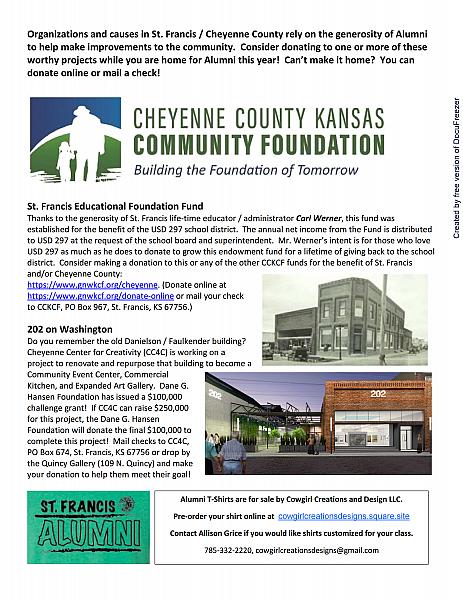 Organizations and causes in St. Francis / Cheyenne County rely on the generosity of Alumni
to help make improvements to the community. Consider donating to one or more of these
worthy projects while you are home for Alumni this year! Can't make it home? You can
donate online or mail a check!
CHEYENNE COUNTY KANSAS
COMMUNITY FOUNDATION
Building the Foundation of Tomorrow
St. Francis Educational Foundation Fund
Thanks to the generosity of St. Francis life-time educator / administrator Carl Werner, this fund was
established for the benefit of the USD 297 school district. The annual net income from the Fund is distributed
to USD 297 at the request of the school board and superintendent. Mr. Werner's intent is for those who love
USD 297 as much as he does to donate to grow this endowment fund for a lifetime of giving back to the school
district. Consider making a donation to this or any of the other CCKCF funds for the benefit of St. Francis
and/or Cheyenne County:
https://www.gnwkcf.org/cheyenne. (Donate online at
https://www.gnwkcf.org/donate-online or mail your check
to CCKCF, PO Box 967, St. Francis, KS 67756.)
202 on Washington
Do you remember the old Danielson / Faulkender building?
Cheyenne Center for Creativity (CC4C) is working on a
project to renovate and repurpose that building to become a
Community Event Center, Commercial
Kitchen, and Expanded Art Gallery. Dane G.
Hansen Foundation has issued a $100,000
challenge grant! If CC4C can raise $250,000
for this project, the Dane G. Hansen
Foundation will donate the final $100,000 to
complete this project! Mail checks to CC4C,
PO Box 674, St. Francis, KS 67756 or drop by
the Quincy Gallery (109 N. Quincy) and make
your donation to help them meet their goal!
202
202
ST. FRANCIS
ALUMNI
Alumni T-Shirts are for sale by Cowgirl Creations and Design LLC.
Pre-order your shirt online at cowgirlcreationsdesigns.square.site
Contact Allison Grice if you would like shirts customized for your class.
785-332-2220, cowgirlcreationsdesigns@gmail.com
Created by free version of DocuFreezer